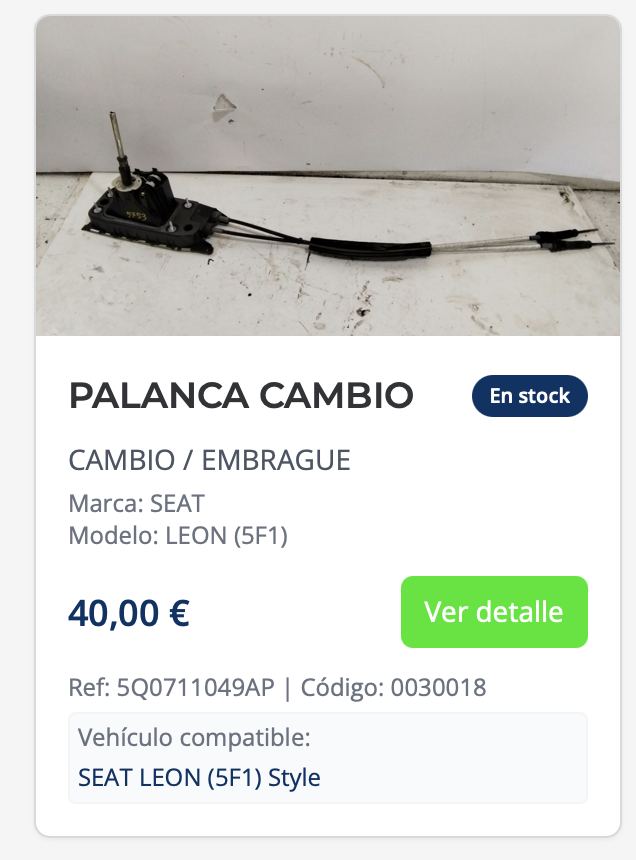 5753
PALANCA CAMBIO
En stock
CAMBIO / EMBRAGUE
Marca: SEAT
Modelo: LEON (5F1)
40,00 €
Ver detalle
Ref: 5Q0711049AP | Código: 0030018
Vehículo compatible:
SEAT LEON (5F1) Style